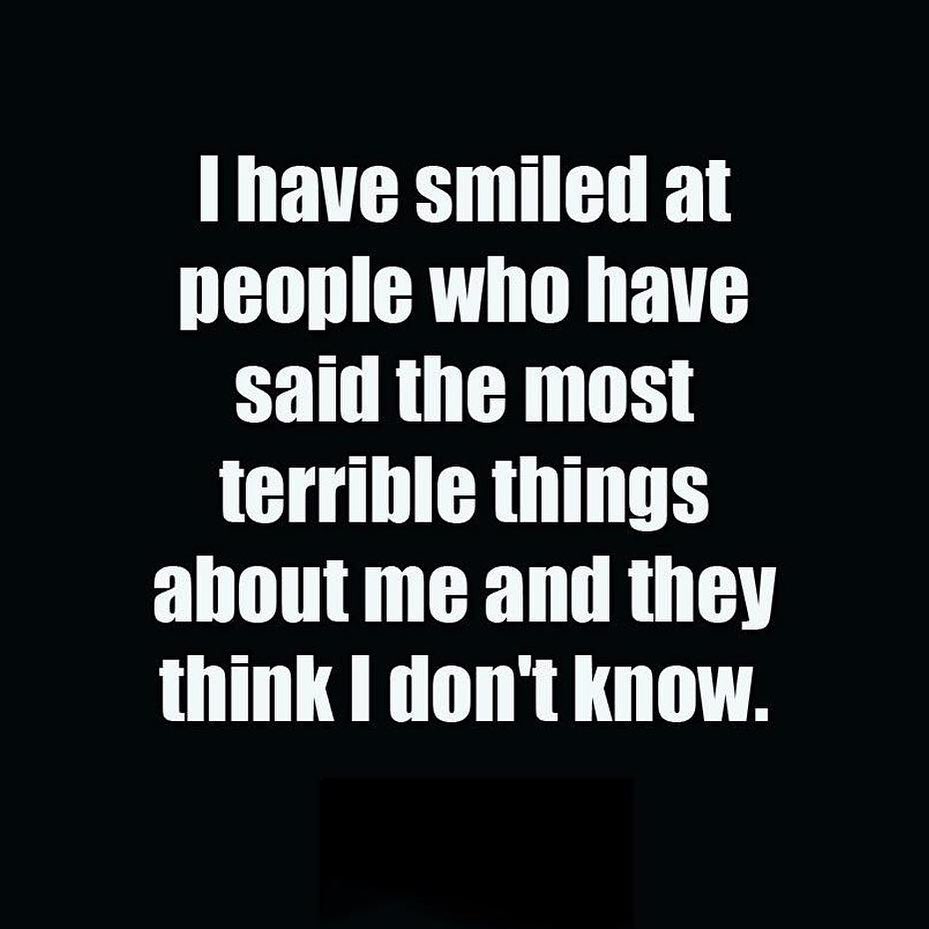 I have smiled at
people who have
said the most
terrible things
about me and they
think I don't know.